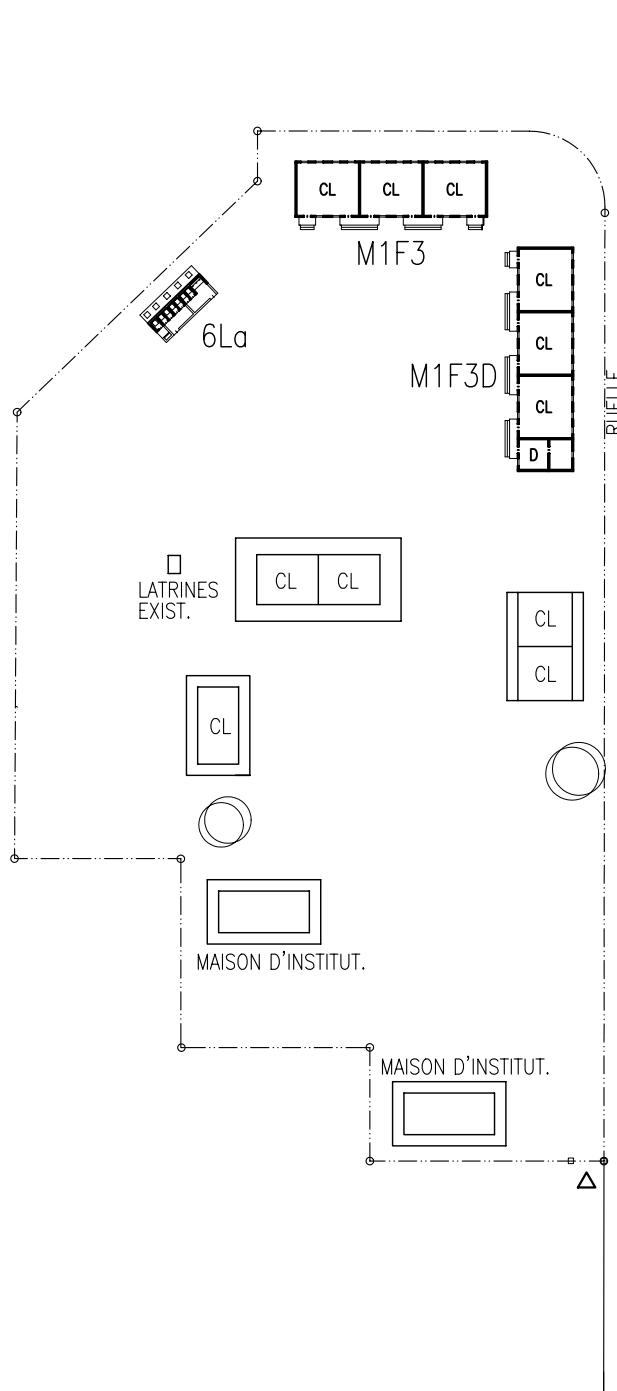 CL CL CL
M1F3
CL
6La
CL
M1F3D
RUELLE
CL
D
CL CL
LATRINES
EXIST.
CL
CL
CL
MAISON D'INSTITUT.
MAISON D'INSTITUT.